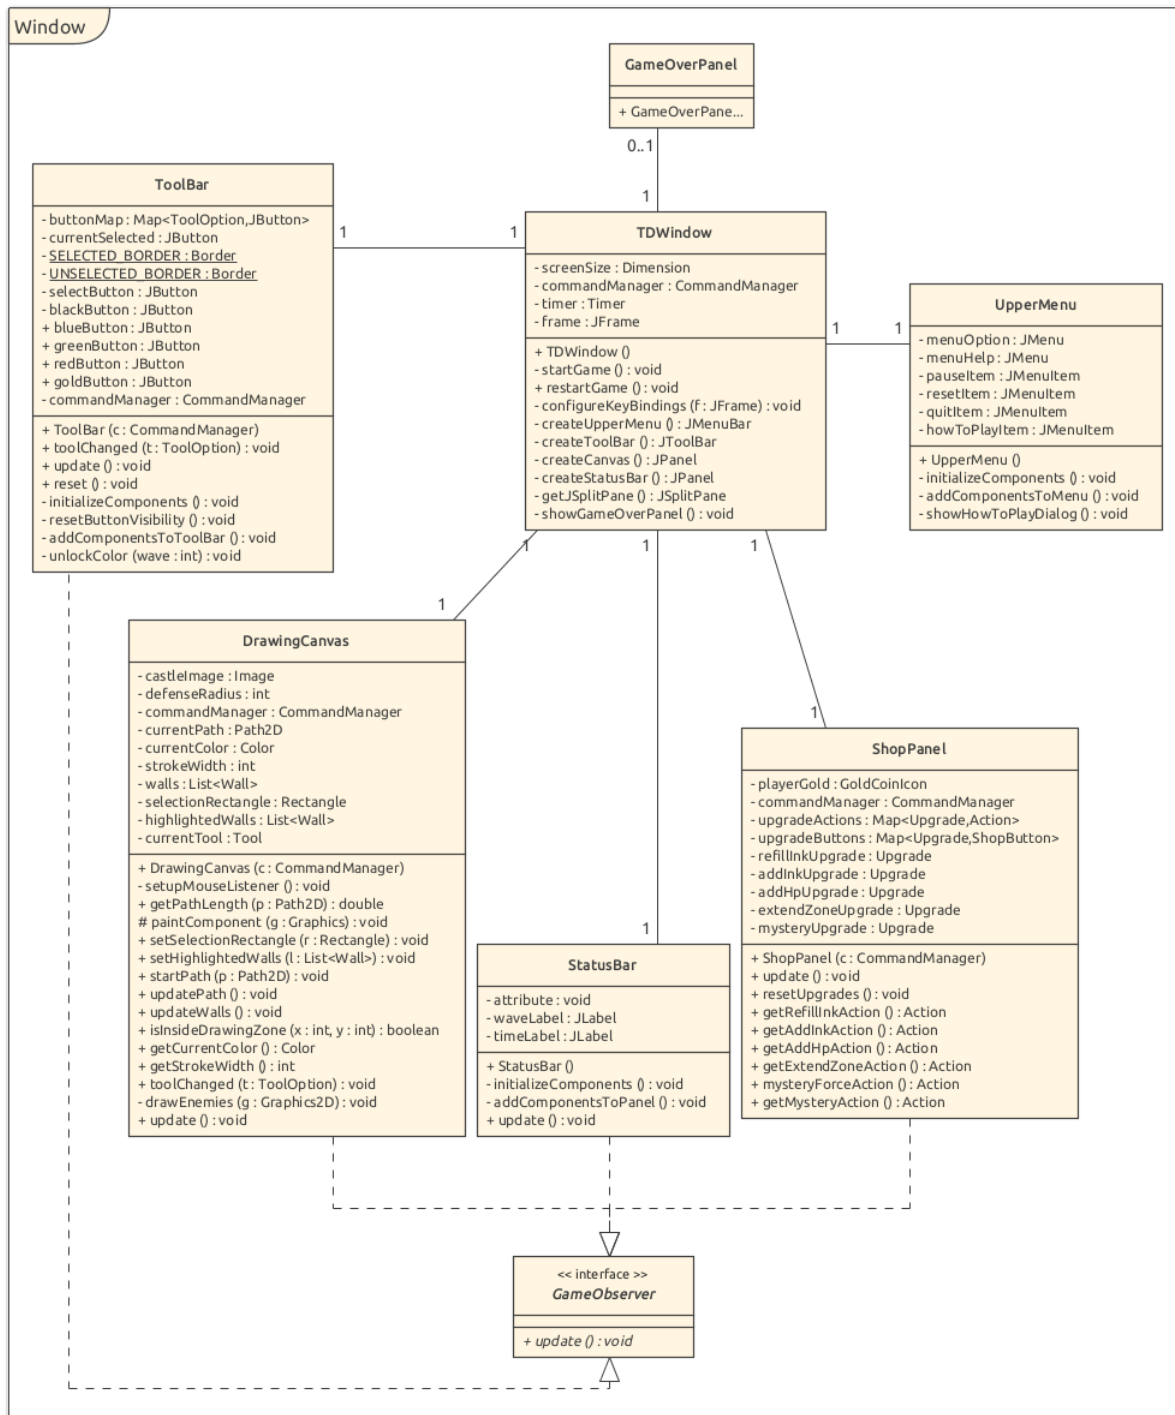 Window
GameOverPanel
+ GameOverPane...
0..1
1
ToolBar
- buttonMap : Map<ToolOption,JButton>
- currentSelected : JButton
- SELECTED_BORDER : Border
- UNSELECTED_BORDER : Border
- selectButton : JButton
- blackButton : JButton
+ blueButton : JButton
+ greenButton : JButton
+ redButton : JButton
+ goldButton : JButton
- commandManager : CommandManager
+ ToolBar (c : CommandManager)
+ toolChanged (t : ToolOption) : void
+ update () : void
+ reset () : void
- initializeComponents () : void
- resetButtonVisibility () : void
- addComponentsToToolBar () : void
- unlockColor (wave : int) : void
1
1
TDWindow
- screenSize : Dimension
- commandManager : CommandManager
- timer : Timer
- frame : JFrame
+ TDWindow ()
- startGame () : void
+ restartGame () : void
- configureKeyBindings (f : JFrame) : void
- createUpperMenu () : JMenuBar
- createToolBar () : JToolBar
- createCanvas () : JPanel
- createStatusBar () : JPanel
- getJSplitPane () : JSplitPane
- showGameOverPanel () : void
1
1
UpperMenu
- menuOption : JMenu
- menuHelp : JMenu
- pauseItem : JMenuItem
- resetItem : JMenuItem
- quitItem : JMenuItem
- howToPlayItem : JMenuItem
+ UpperMenu ()
- initializeComponents () : void
- addComponentsToMenu () : void
- showHowToPlayDialog () : void
1
1
1
1
DrawingCanvas
- castleImage : Image
- defenseRadius : int
- commandManager : CommandManager
- currentPath : Path2D
- currentColor : Color
- strokeWidth : int
- walls : List<Wall>
- selectionRectangle : Rectangle
- highlightedWalls : List<Wall>
- currentTool : Tool
+ DrawingCanvas (c : CommandManager)
- setupMouseListener () : void
+ getPathLength (p : Path2D) : double
# paintComponent (g : Graphics) : void
+ setSelectionRectangle (r : Rectangle) : void
+ setHighlightedWalls (l : List<Wall>) : void
+ startPath (p : Path2D) : void
+ updatePath () : void
+ updateWalls () : void
+ isInsideDrawingZone (x : int, y : int) : boolean
+ getCurrentColor () : Color
+ getStrokeWidth () : int
+ toolChanged (t : ToolOption) : void
- drawEnemies (g : Graphics2D) : void
+ update () : void
1
StatusBar
- attribute : void
- waveLabel : JLabel
- timeLabel : JLabel
+ StatusBar ()
- initializeComponents () : void
- addComponentsToPanel () : void
+ update () : void
1
ShopPanel
- playerGold : GoldCoinIcon
- commandManager : CommandManager
- upgradeActions : Map<Upgrade,Action>
- upgradeButtons : Map<Upgrade,ShopButton>
- refillInkUpgrade : Upgrade
- addInkUpgrade : Upgrade
- addHpUpgrade : Upgrade
- extendZoneUpgrade : Upgrade
- mysteryUpgrade : Upgrade
+ ShopPanel (c : CommandManager)
+ update () : void
+ resetUpgrades () : void
+ getRefillInkAction () : Action
+ getAddInkAction () : Action
+ getAddHpAction () : Action
+ getExtendZoneAction () : Action
+ mysteryForceAction () : Action
+ getMysteryAction () : Action
<< interface >>
GameObserver
+ update () : void